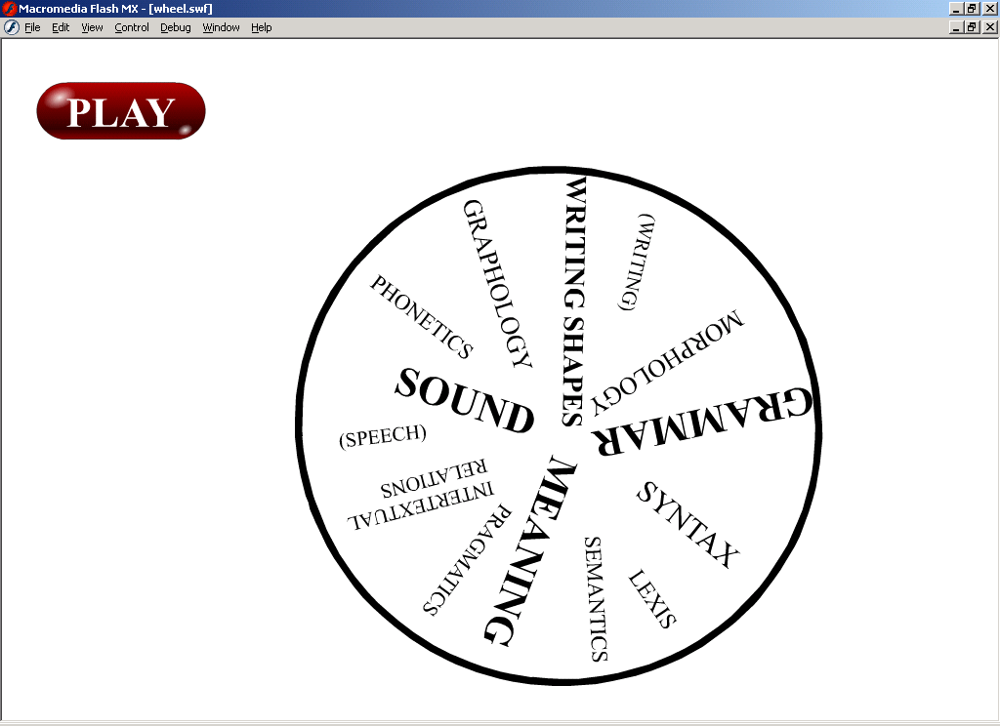 Macromedia Flash MX - [wheel.swf]
File Edit View Control Debug Window Help
PLAY
WRITING SHAPES
(WRITING)
MORPHOLOGY
GRAMMAR
SYNTAX
LEXIS
SEMANTICS
MEANING
PRAGMATICS
INTERTEXTUAL
RELATIONS
(SPEECH)
SOUND
PHONETICS
GRAPHOLOGY